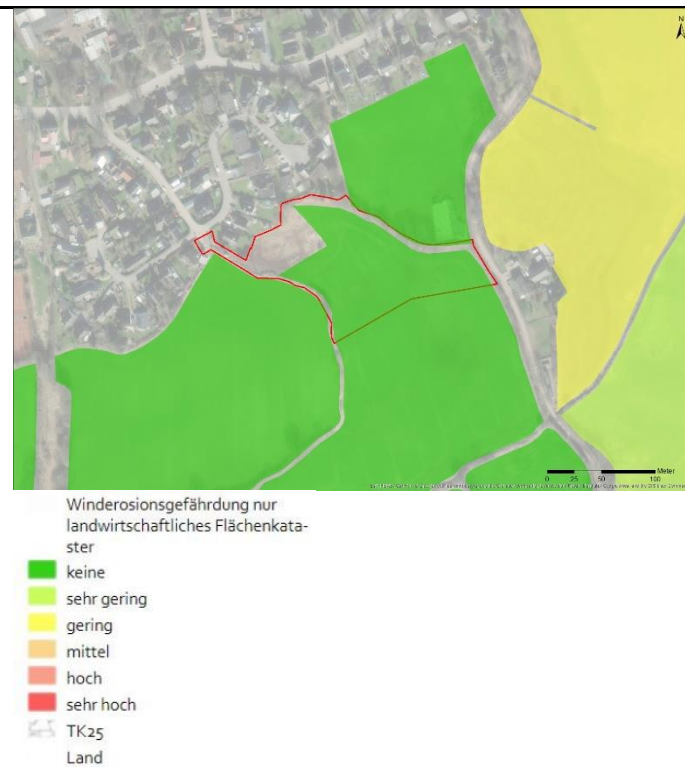 N
Meter
0 25 50 100
Winderosionsgefährdung nur
landwirtschaftliches Flächenkata-
ster
keine
sehr gering
gering
mittel
hoch
sehr hoch
TK25
Land